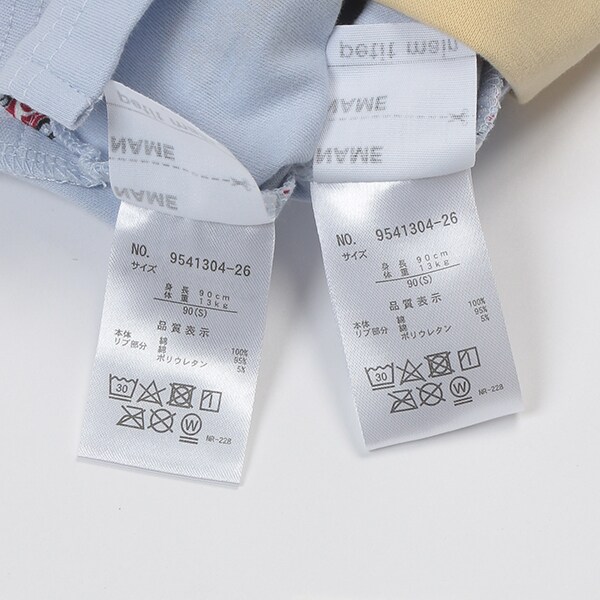 petit main
NAME
NAME
NO. 9541304-26
サイズ
身長 90cm
体重 13kg
90(S)
品質表示
本体 綿 100%
リブ部分 綿 95%
ポリウレタン 5%
30
W
NR-228
petit main
NAME
NAME
NO. 9541304-26
サイズ
身長 90cm
体重 13kg
90(S)
品質表示
本体 綿 100%
リブ部分 綿 95%
ポリウレタン 5%
30
W
NR-228